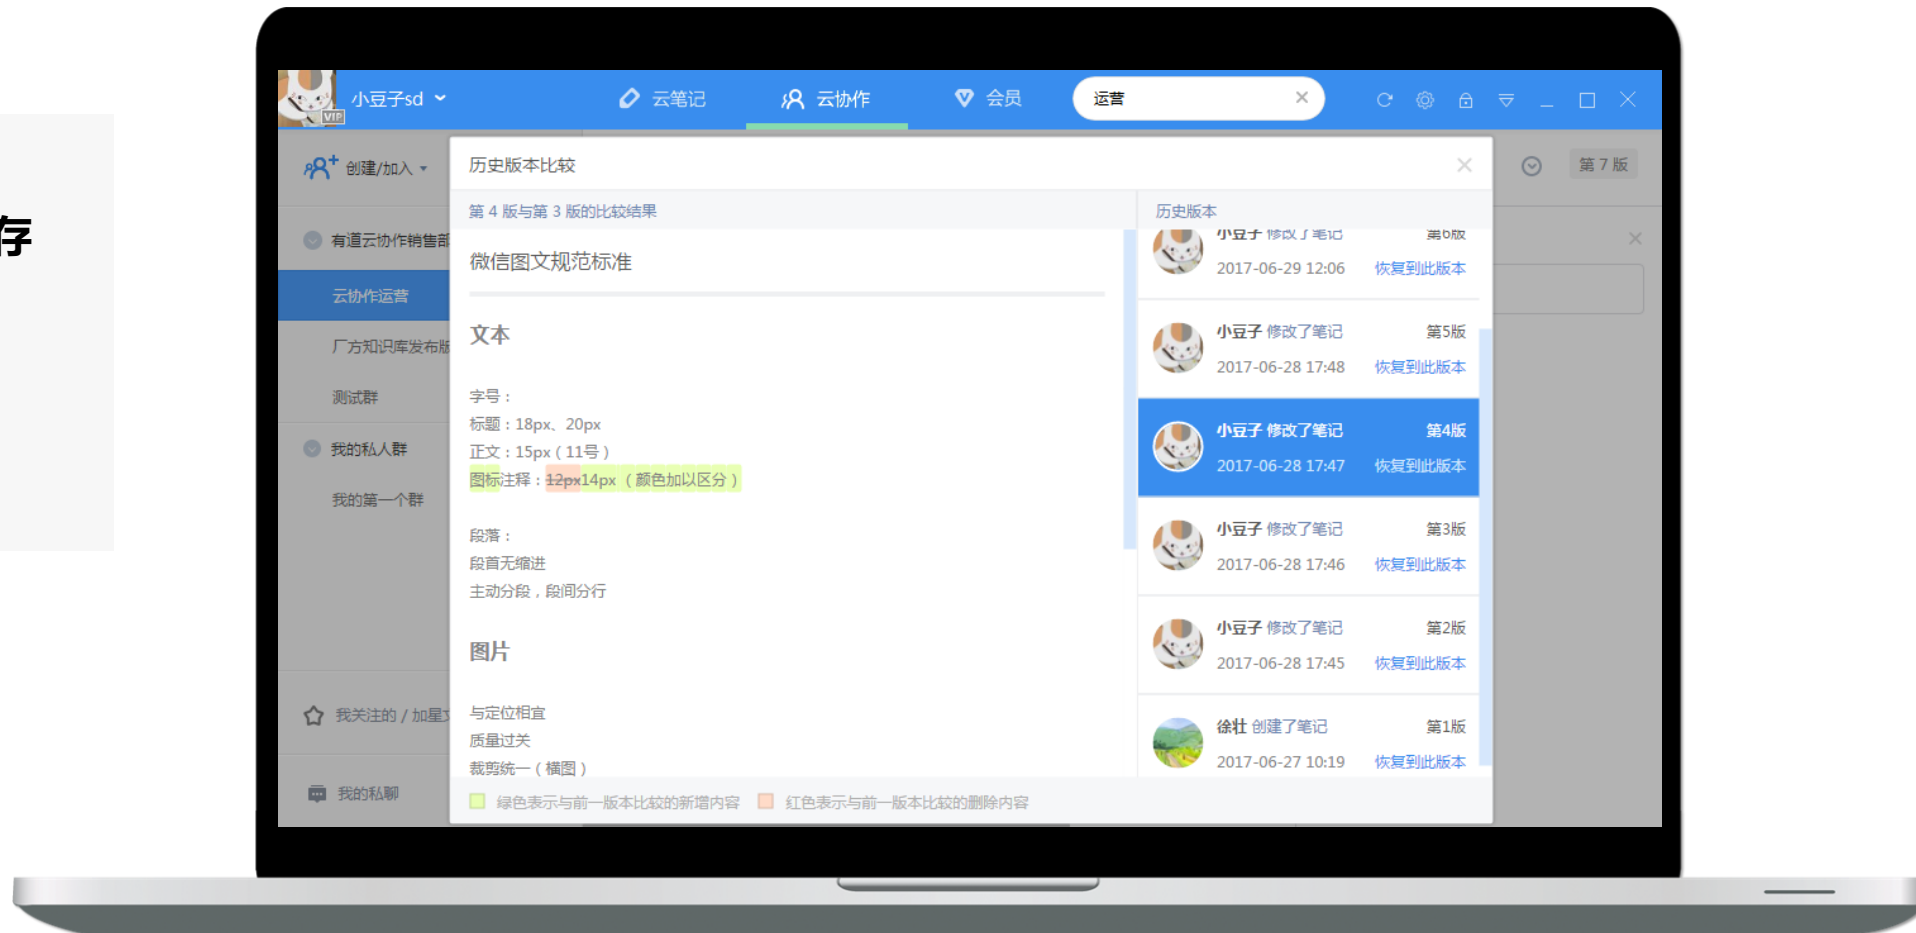 存
小豆子sd
VIP
云笔记
云协作
会员
运营
创建/加入
第 7 版
有道云协作销售部
云协作运营
厂方知识库发布版
测试群
我的私人群
我的第一个群
我关注的 / 加星
我的私聊
历史版本比较
第 4 版与第 3 版的比较结果
微信图文规范标准
文本
字号：
标题：18px、20px
正文：15px（11号）
图标注释：12px14px（颜色加以区分）
段落：
段首无缩进
主动分段，段间分行
图片
与定位相宜
质量过关
裁剪统一（横图）
绿色表示与前一版本比较的新增内容
红色表示与前一版本比较的删除内容
历史版本
小豆子 修改了笔记 第6版
2017-06-29 12:06 恢复到此版本
小豆子 修改了笔记 第5版
2017-06-28 17:48 恢复到此版本
小豆子 修改了笔记 第4版
2017-06-28 17:47 恢复到此版本
小豆子 修改了笔记 第3版
2017-06-28 17:46 恢复到此版本
小豆子 修改了笔记 第2版
2017-06-28 17:45 恢复到此版本
徐壮 创建了笔记 第1版
2017-06-27 10:19 恢复到此版本